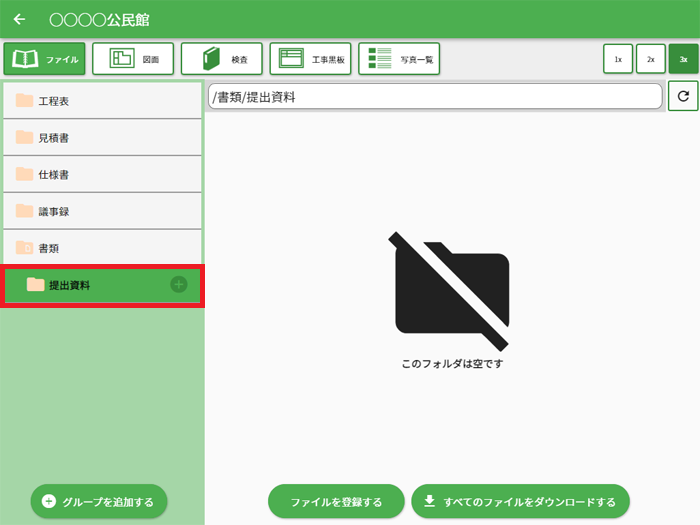 〇〇〇〇公民館
ファイル
図面
検査
工事黒板
写真一覧
1x
2x
3x
工程表
見積書
仕様書
議事録
書類
提出資料
/書類/提出資料
このフォルダは空です
グループを追加する
ファイルを登録する
すべてのファイルをダウンロードする